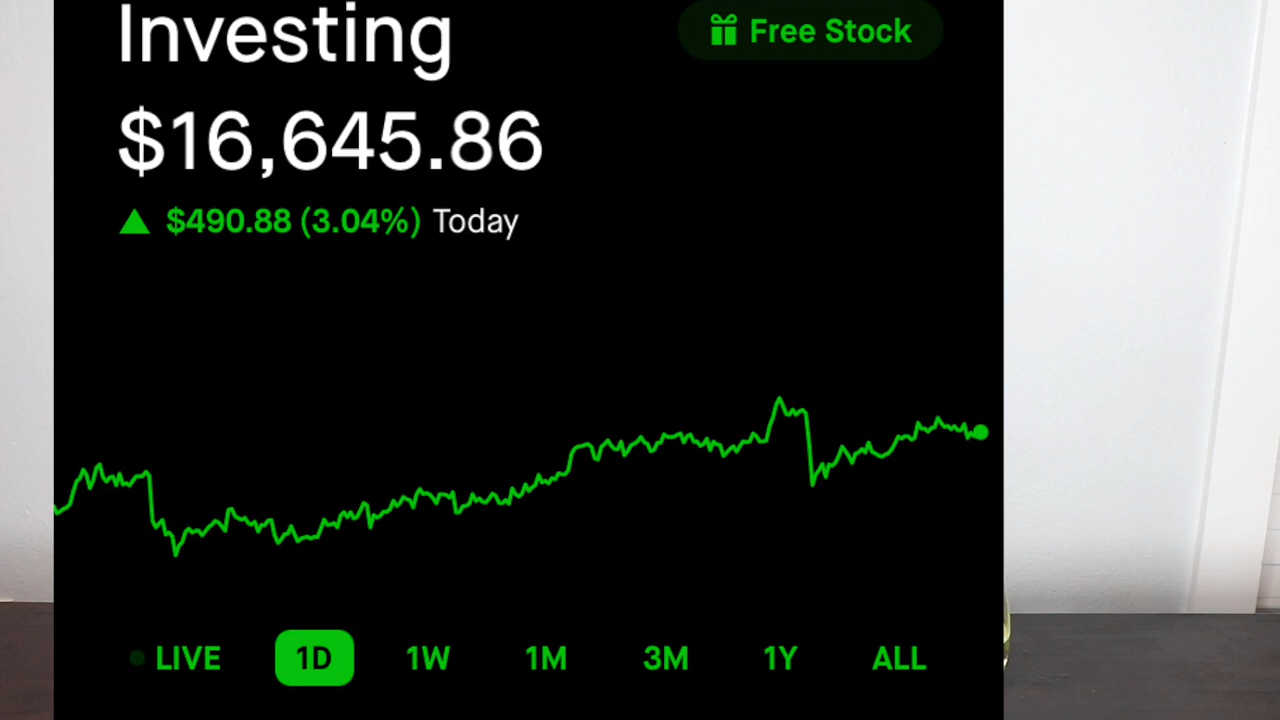 Investing
Free Stock
$16,645.86
$490.88 (3.04%) Today
LIVE 1D 1W 1M 3M 1Y ALL